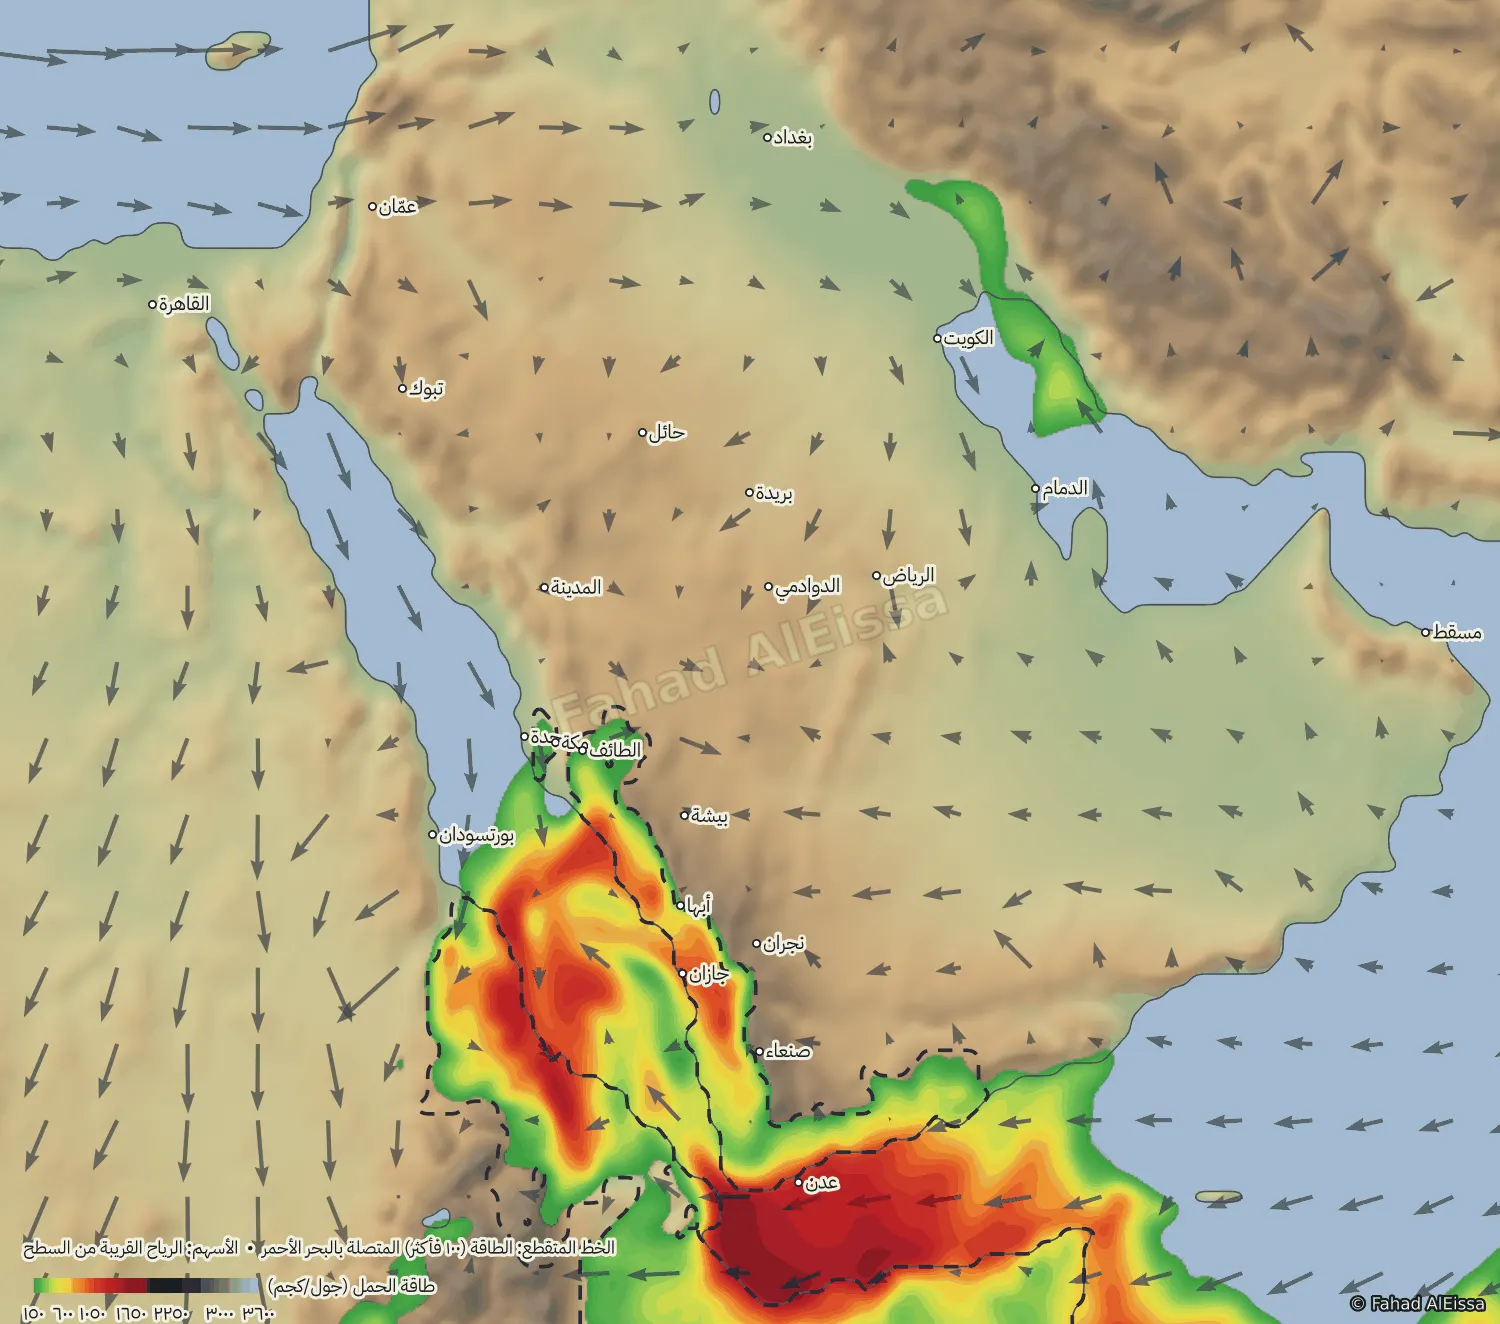 بغداد
عمّان
القاهرة
الكويت
تبوك
حائل
الدمام
بريدة
الرياض
الدوادمي
المدينة
مسقط
Fahad AlEissa
جدة
مكة
الطائف
بيشة
بورتسودان
أبها
نجران
جازان
صنعاء
عدن
الخط المتقطع: الطاقة (١٠٠ فأكثر) المتصلة بالبحر الأحمر • الأسهم: الرياح القريبة من السطح
طاقة الحمل (جول/كجم)
١٥٠ ٦٠٠ ١٠٥٠ ١٦٥٠ ٢٢٥٠ ٣٠٠٠ ٣٦٠٠
© Fahad AlEissa